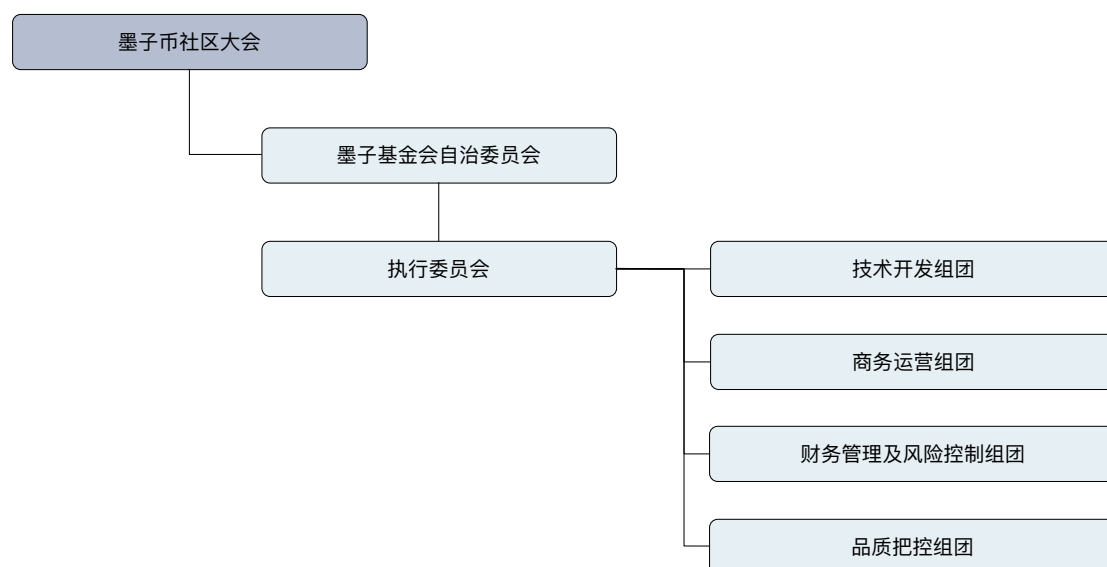 墨子币社区大会
墨子基金会自治委员会
执行委员会
技术开发组团
商务运营组团
财务管理及风险控制组团
品质把控组团